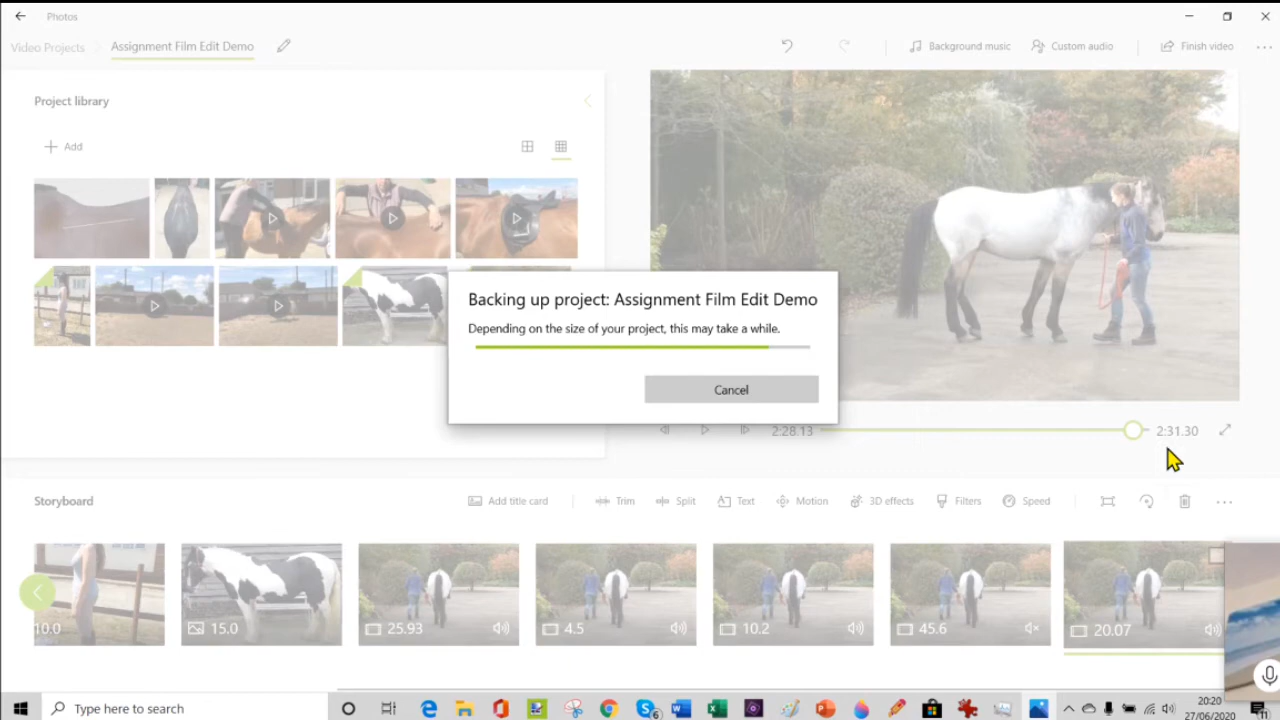 Photos
Video Projects
Assignment Film Edit Demo
Background music
Custom audio
Finish video
Project library
Add
Backing up project: Assignment Film Edit Demo
Depending on the size of your project, this may take a while.
Cancel
2:28.13
2:31.30
Storyboard
Add title card
Trim
Split
Text
Motion
3D effects
Filters
Speed
10.0
15.0
25.93
4.5
10.2
45.6
20.07
Type here to search
6
20:20
27/06/2020
11